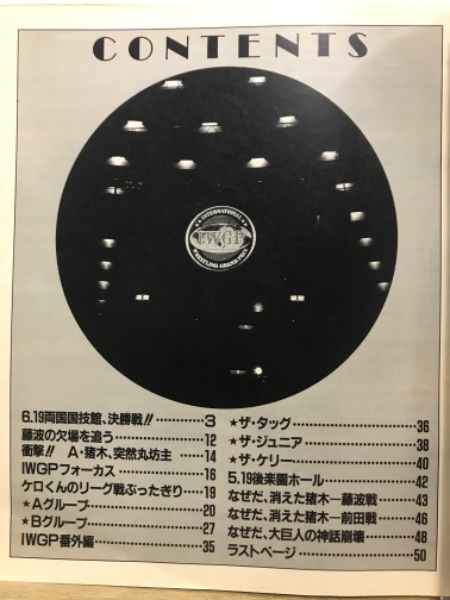 CONTENTS
INTERNATIONAL
IWGP
WRESTLING GRAND PRIX
6.19両国国技館、決勝戦!! …………3
藤波の欠場を追う……………………12
衝撃!! A・猪木、突然丸坊主 ……14
IWGPフォーカス ……………………16
ケロくんのリーグ戦ぶったぎり……19
★Aグループ…………………………20
★Bグループ…………………………27
IWGP番外編…………………………35
★ザ・タッグ…………………………36
★ザ・ジュニア………………………38
★ザ・ケリー…………………………40
5.19後楽園ホール……………………42
なぜだ、消えた猪木―藤波戦………43
なぜだ、消えた猪木―前田戦………46
なぜだ、大巨人の神話崩壊…………48
ラストページ…………………………50